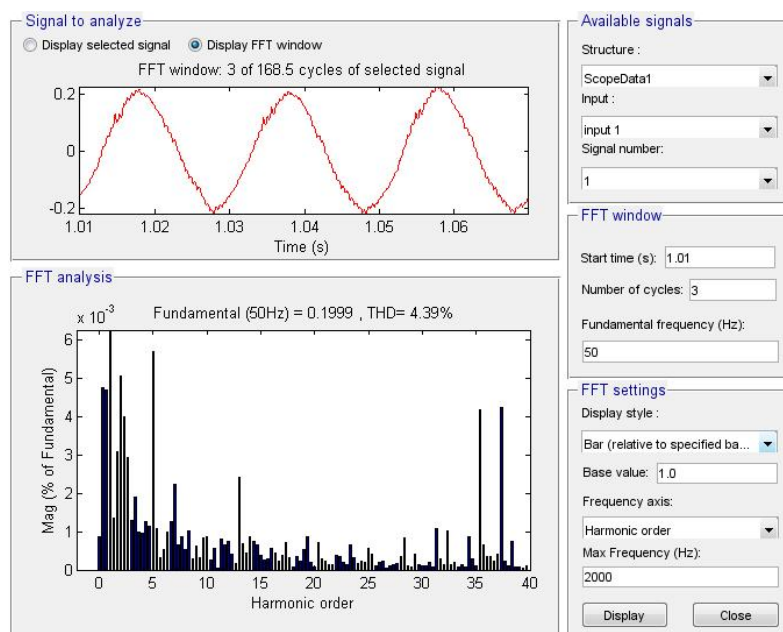 Signal to analyze
Display selected signal
Display FFT window
FFT window: 3 of 168.5 cycles of selected signal
0.2
0
-0.2
1.01
1.02
1.03
1.04
1.05
1.06
Time (s)
FFT analysis
x 10
-3
Fundamental (50Hz) = 0.1999 , THD= 4.39%
6
5
4
3
2
1
0
Mag (% of Fundamental)
0
5
10
15
20
25
30
35
40
Harmonic order
Available signals
Structure :
ScopeData1
Input :
input 1
Signal number:
1
FFT window
Start time (s):
1.01
Number of cycles:
3
Fundamental frequency (Hz):
50
FFT settings
Display style :
Bar (relative to specified ba...
Base value:
1.0
Frequency axis:
Harmonic order
Max Frequency (Hz):
2000
Display
Close